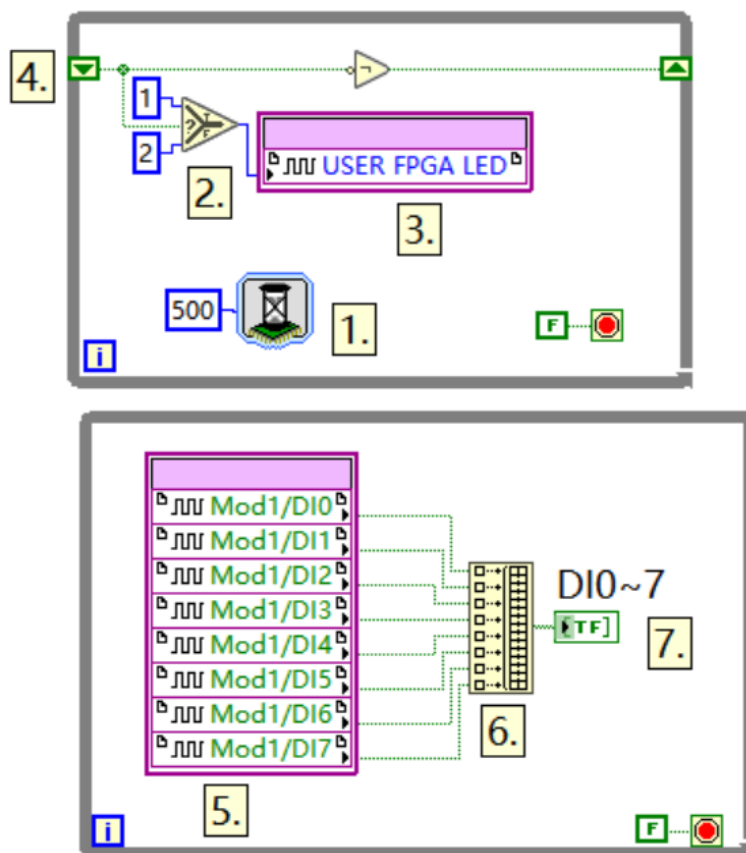 4.
1
2
?
T
F
2.
USER FPGA LED
3.
500
1.
F
i
Mod1/DI0
Mod1/DI1
Mod1/DI2
Mod1/DI3
Mod1/DI4
Mod1/DI5
Mod1/DI6
Mod1/DI7
DI0~7
TF
7.
6.
5.
i
F